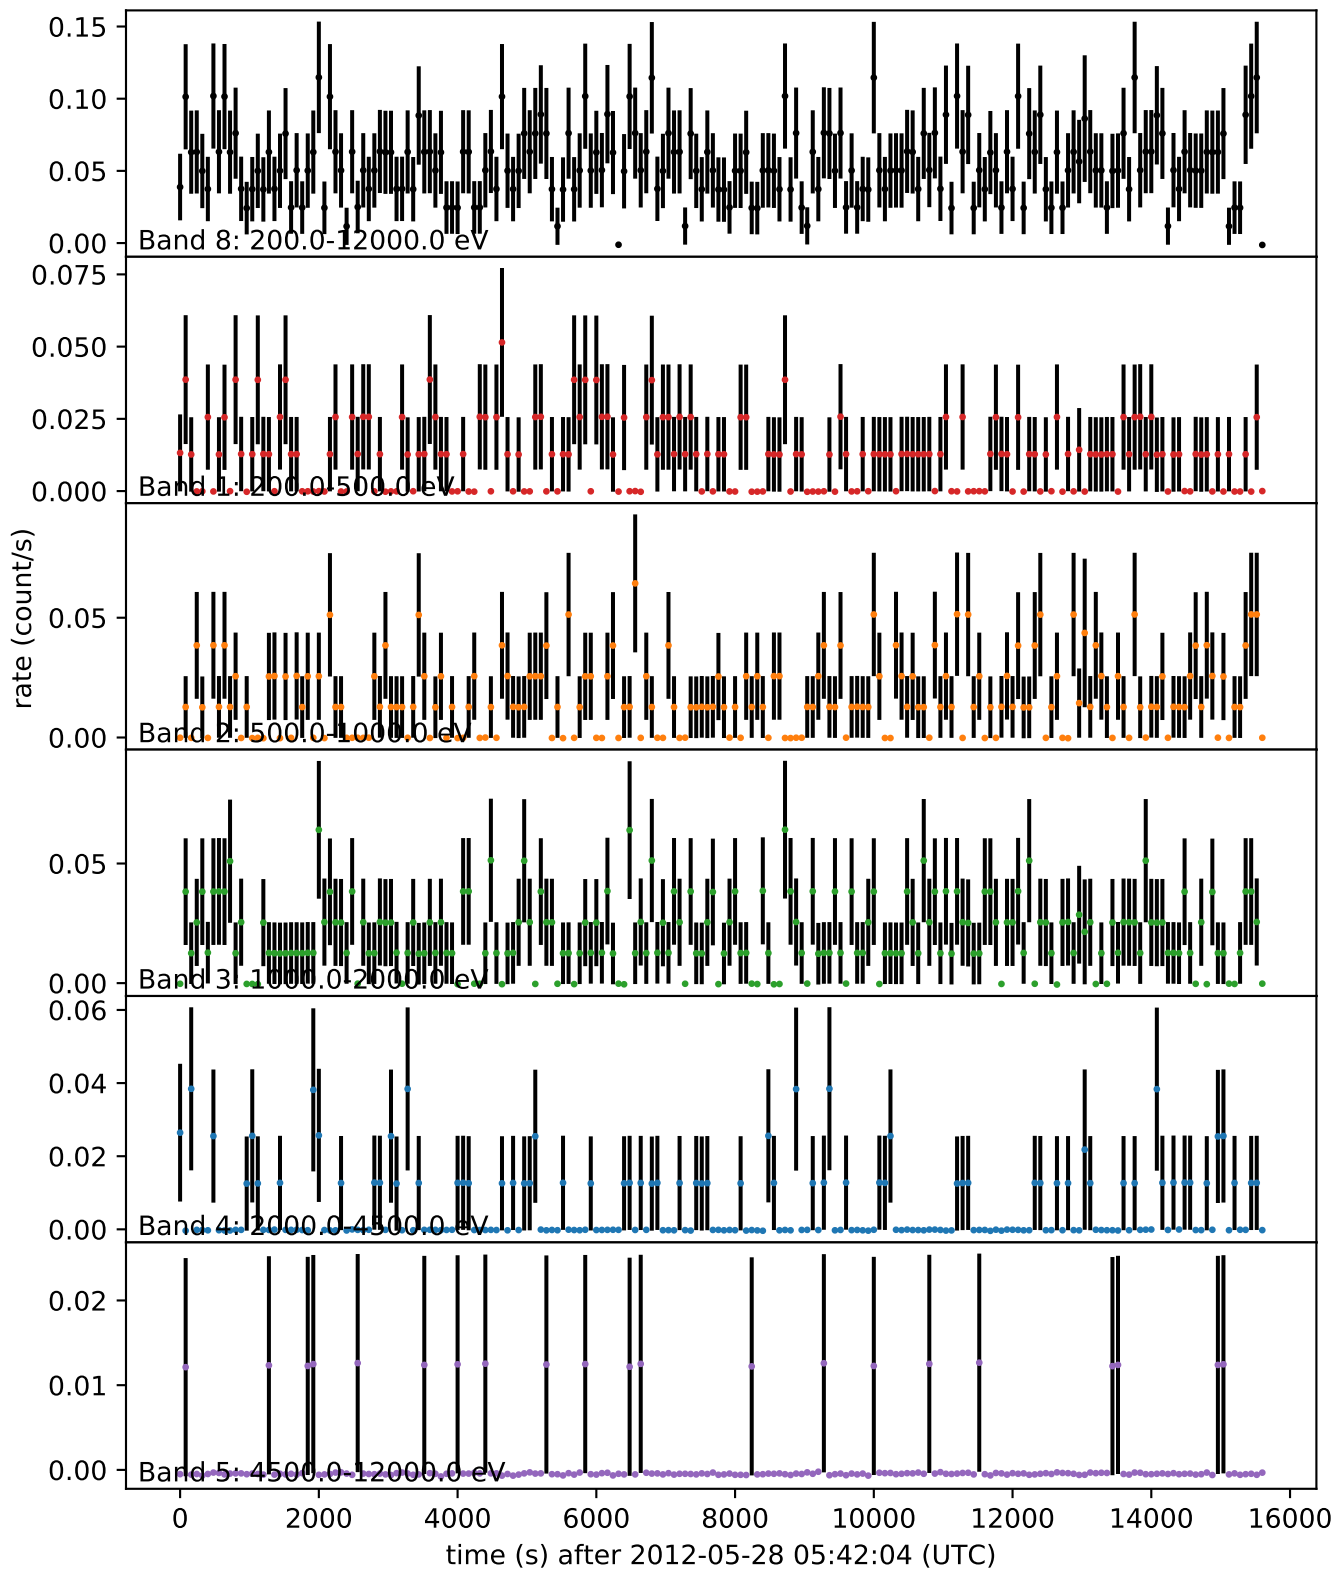 0.15
0.10
0.05
0.00
Band 8: 200.0-12000.0 eV
0.075
0.050
0.025
0.000
Band 1: 200.0-500.0 eV
rate (count/s)
0.05
0.00
Band 2: 500.0-1000.0 eV
0.05
0.00
Band 3: 1000.0-2000.0 eV
0.06
0.04
0.02
0.00
Band 4: 2000.0-4500.0 eV
0.02
0.01
0.00
Band 5: 4500.0-12000.0 eV
0 2000 4000 6000 8000 10000 12000 14000 16000
time (s) after 2012-05-28 05:42:04 (UTC)